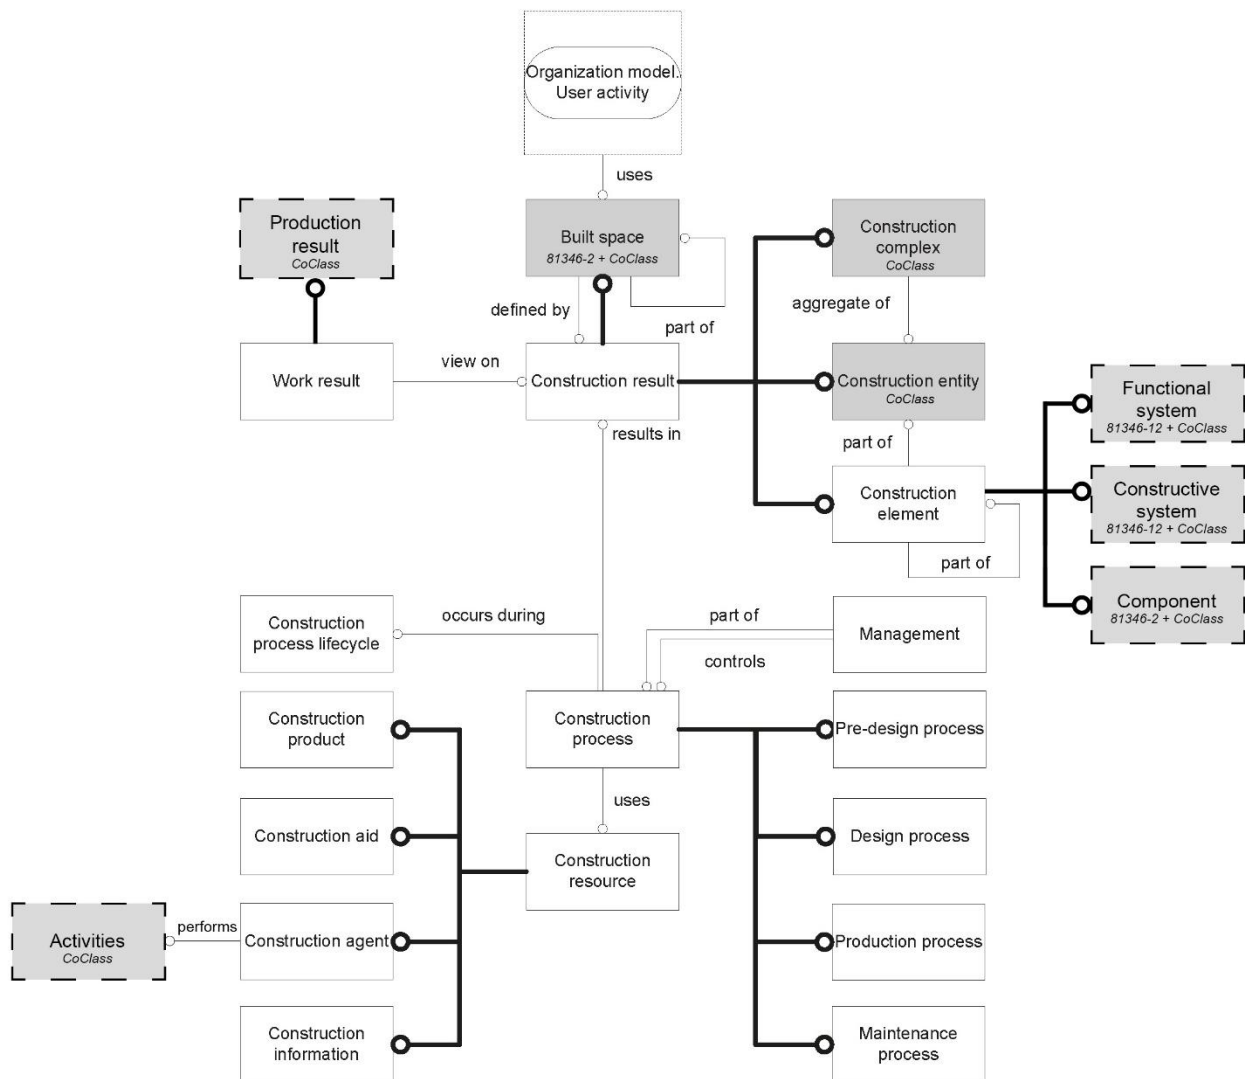 Organization model.
User activity
uses
Production
result
CoClass
Built space
81346-2 + CoClass
Construction
complex
CoClass
defined by
part of
aggregate of
Work result
view on
Construction result
Construction entity
CoClass
Functional
system
81346-12 + CoClass
results in
part of
Construction
element
Constructive
system
81346-12 + CoClass
part of
Component
81346-2 + CoClass
Construction
process lifecycle
occurs during
part of
controls
Management
Construction
product
Construction
process
Pre-design process
uses
Construction aid
Construction
resource
Design process
Activities
CoClass
performs
Construction agent
Production process
Construction
information
Maintenance
process